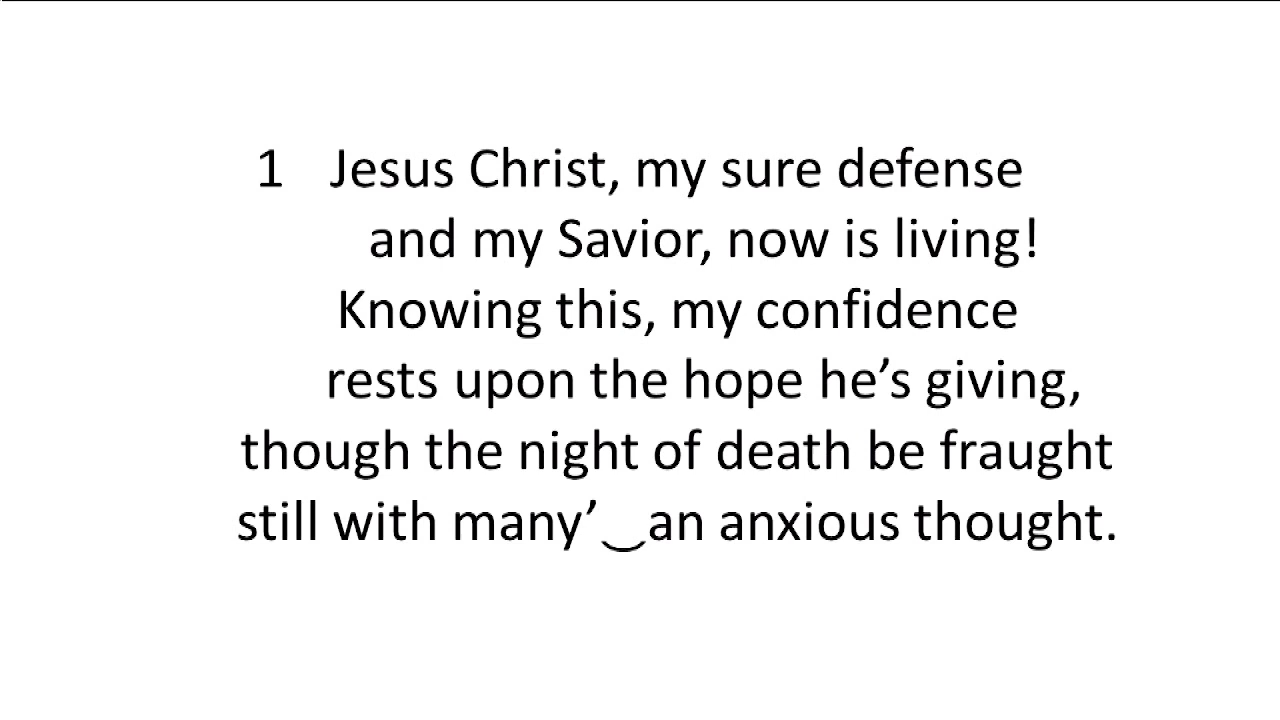 1 Jesus Christ, my sure defense
and my Savior, now is living!
Knowing this, my confidence
rests upon the hope he’s giving,
though the night of death be fraught
still with many’‿an anxious thought.